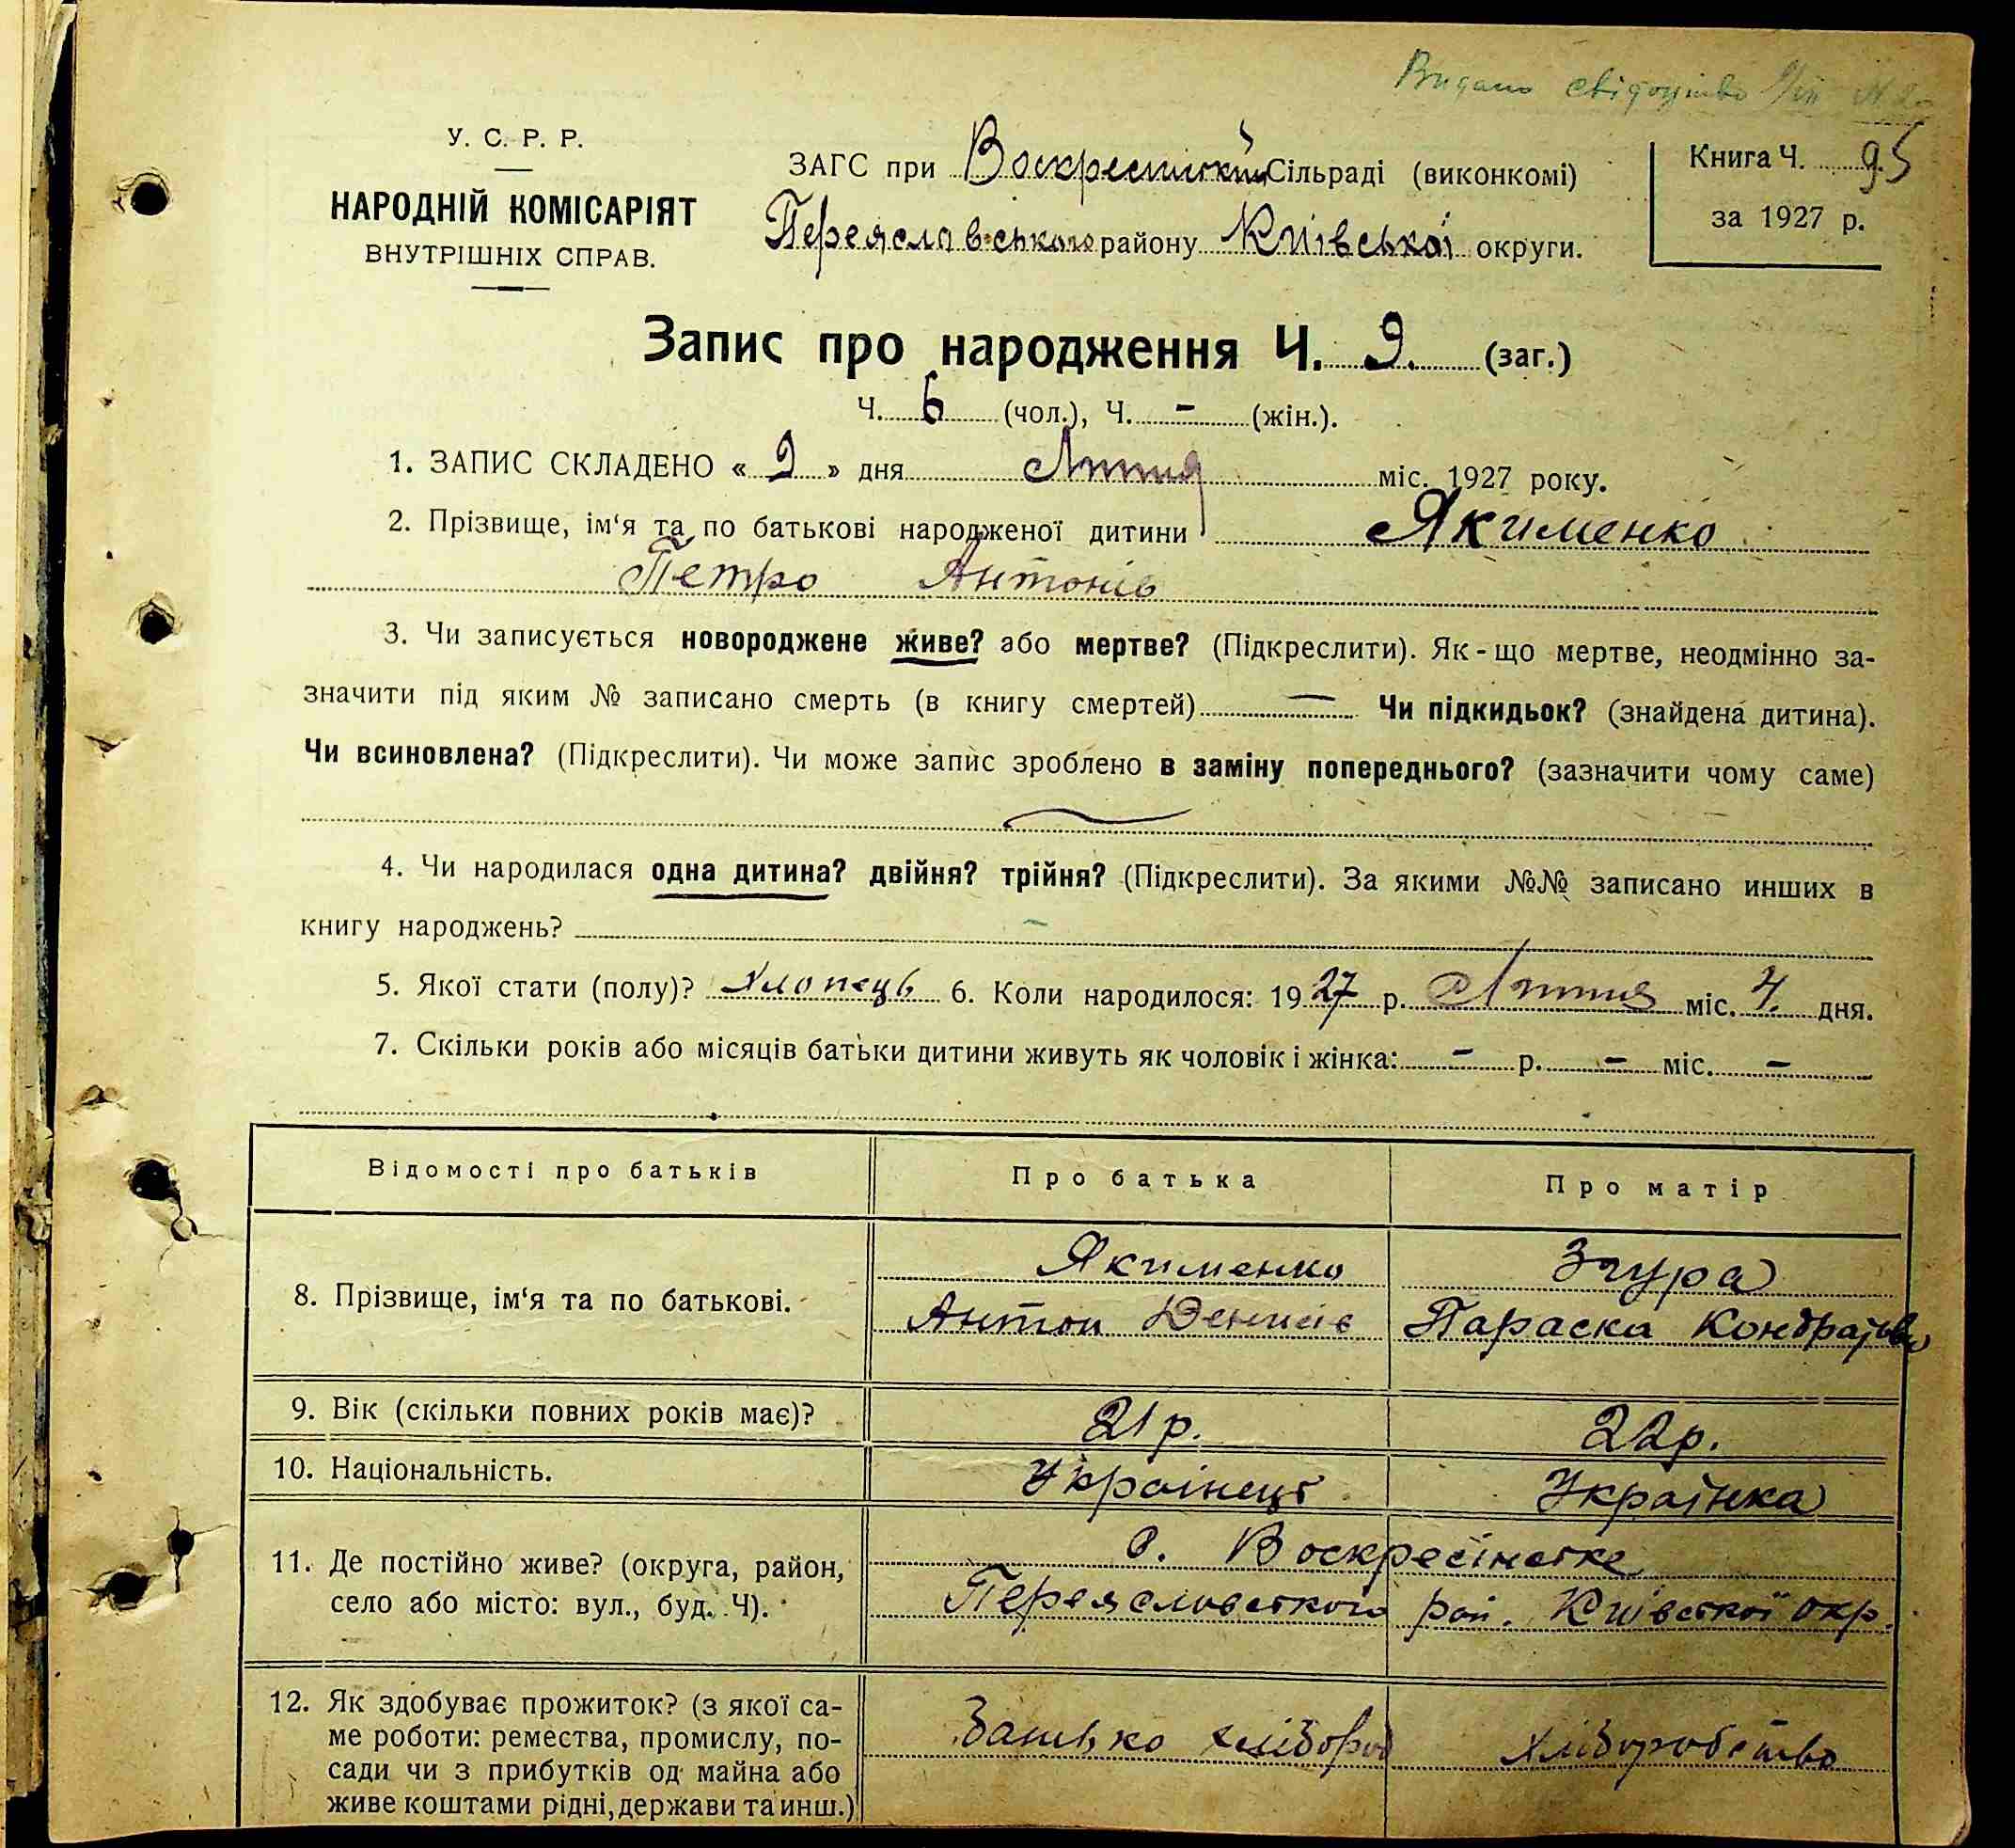 Видано свідоцтво
У. С. Р. Р.
НАРОДНІЙ КОМІСАРІЯТ
ВНУТРІШНІХ СПРАВ.
ЗАГС при Воскресинській Сільраді (виконкомі)
Переяславського району Київської округи.
Книга Ч. 95
за 1927 р.
Запис про народження Ч. 9. (заг.)
Ч. 6 (чол.), Ч. - (жін.).
1. ЗАПИС СКЛАДЕНО « 9 » дня Липня міс. 1927 року.
2. Прізвище, ім‘я та по батькові народженої дитини Якименко
Петро Антонів
3. Чи записується новороджене живе? або мертве? (Підкреслити). Як-що мертве, неодмінно за-
значити під яким № записано смерть (в книгу смертей) — Чи підкидьок? (знайдена дитина).
Чи всиновлена? (Підкреслити). Чи може запис зроблено в заміну попереднього? (зазначити чому саме)
4. Чи народилася одна дитина? двійня? трійня? (Підкреслити). За якими №№ записано инших в
книгу народжень?
5. Якої стати (полу)? Хлопець 6. Коли народилося: 1927 р. Липня міс. 4. дня.
7. Скільки років або місяців батьки дитини живуть як чоловік і жінка: - р. - міс. -
Відомості про батьків Про батька Про матір
8. Прізвище, ім‘я та по батькові. Якименко Згура
Антон Денисів Параска Кондратьева
9. Вік (скільки повних років має)? 21 р. 22 р.
10. Національність. Українець Українка
11. Де постійно живе? (округа, район, с. Воскресінське
село або місто: вул., буд. Ч). Переяславського рай. Київської окр.
12. Як здобуває прожиток? (з якої са-
ме роботи: ремества, промислу, по- хлібороб хліборобство
сади чи з прибутків од майна або
живе коштами рідні, держави та инш.)